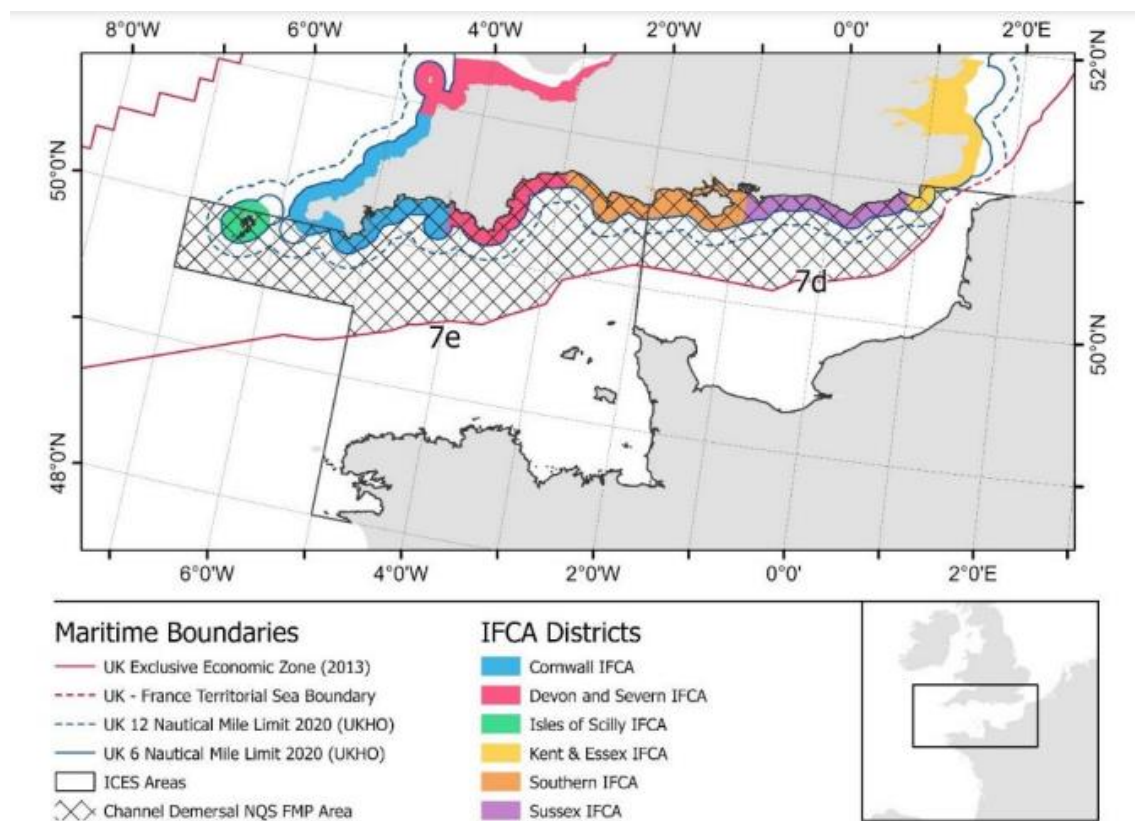 8°0'W 6°0'W 4°0'W 2°0'W 0°0' 2°0'E
52°0'N
50°0'N
7d
7e
50°0'N
48°0'N
6°0'W 4°0'W 2°0'W 0°0' 2°0'E
Maritime Boundaries
UK Exclusive Economic Zone (2013)
UK - France Territorial Sea Boundary
UK 12 Nautical Mile Limit 2020 (UKHO)
UK 6 Nautical Mile Limit 2020 (UKHO)
ICES Areas
Channel Demersal NQS FMP Area
IFCA Districts
Cornwall IFCA
Devon and Severn IFCA
Isles of Scilly IFCA
Kent & Essex IFCA
Southern IFCA
Sussex IFCA